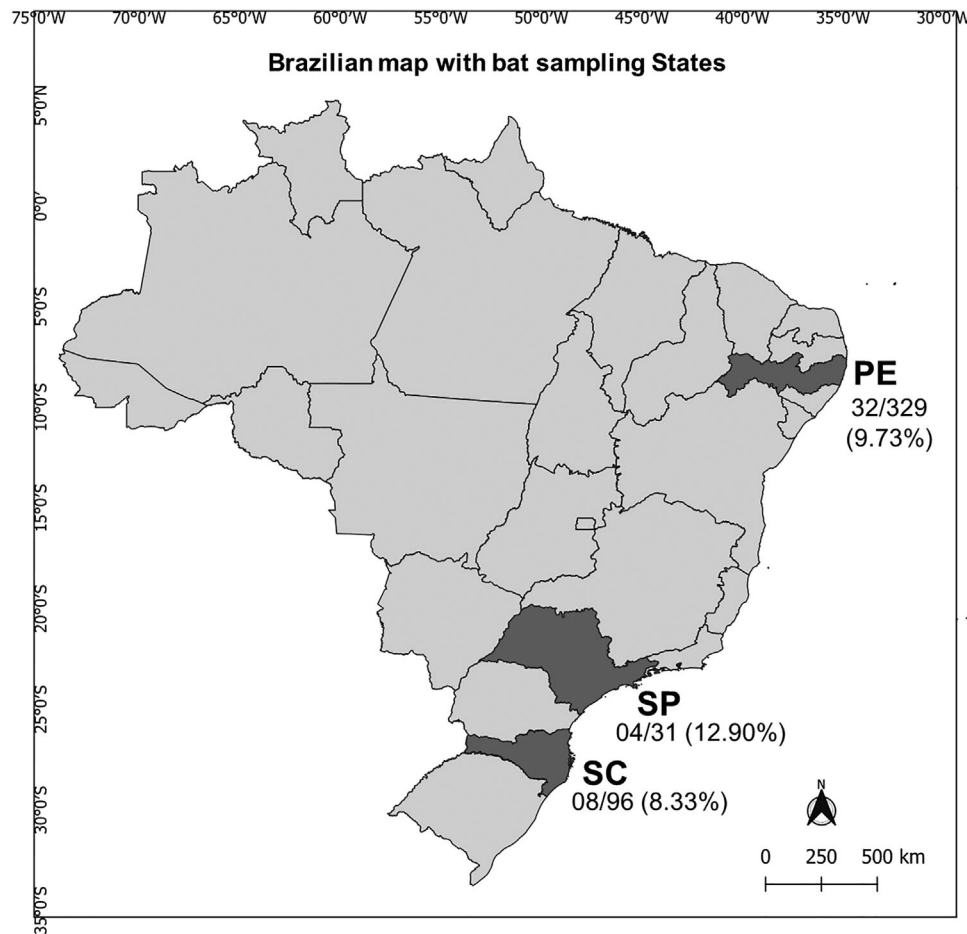 75°0'W 70°0'W 65°0'W 60°0'W 55°0'W 50°0'W 45°0'W 40°0'W 35°0'W 30°0'W
Brazilian map with bat sampling States
5°0'N
0°0'
5°0'S
10°0'S
15°0'S
20°0'S
25°0'S
30°0'S
35°0'S
PE
32/329
(9.73%)
SP
04/31 (12.90%)
SC
08/96 (8.33%)
N
0 250 500 km